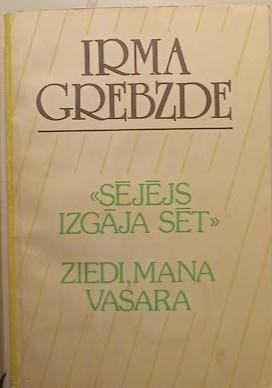 IRMA
GREBZDE
«SĒJĒJS
IZGĀJA SĒT»
ZIEDI, MANA
VASARA